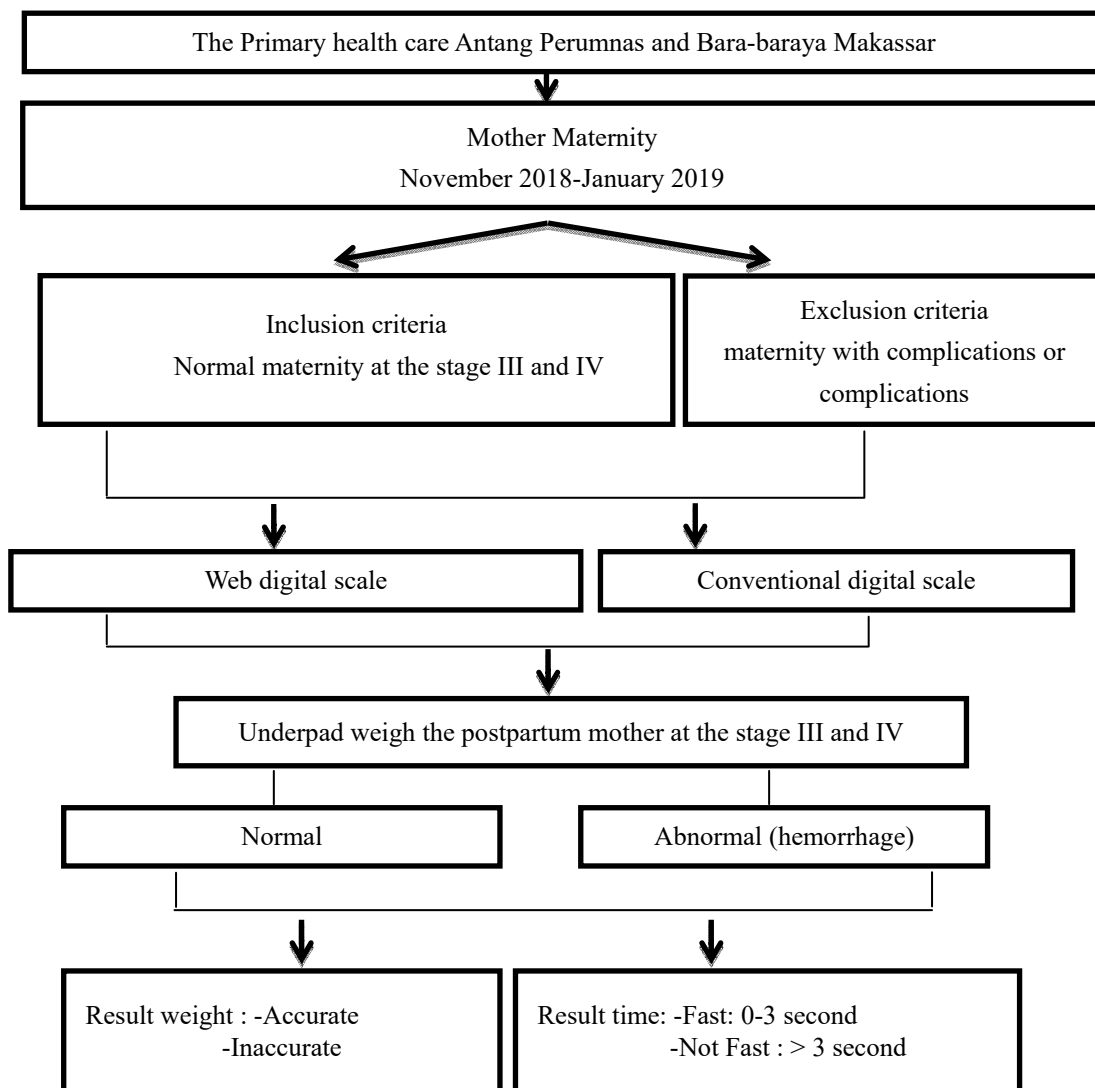 The Primary health care Antang Perumnas and Bara-baraya Makassar
Mother Maternity
November 2018-January 2019
Inclusion criteria
Normal maternity at the stage III and IV
Exclusion criteria
maternity with complications or
complications
Web digital scale
Conventional digital scale
Underpad weigh the postpartum mother at the stage III and IV
Normal
Abnormal (hemorrhage)
Result weight : -Accurate
-Inaccurate
Result time: -Fast: 0-3 second
-Not Fast : > 3 second